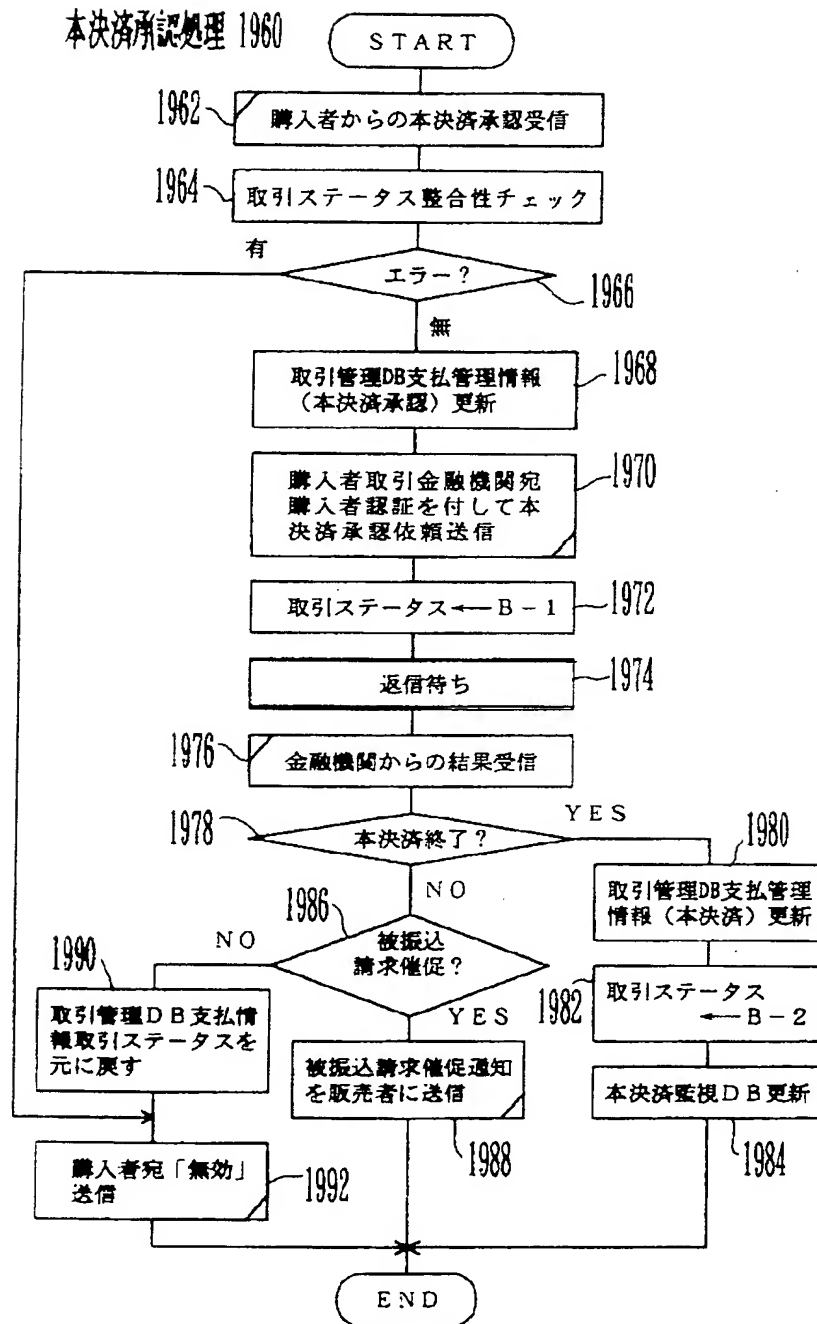 本決済承認処理 1960
START
1962
購入者からの本決済承認受信
1964
取引ステータス整合性チェック
有
エラー?
1966
無
取引管理DB支払管理情報
(本決済承認)更新
1968
購入者取引金融機関宛
購入者認証を付して本
決済承認依頼送信
1970
取引ステータス←B-1
1972
返信待ち
1974
1976
金融機関からの結果受信
1978
本決済終了?
YES
1980
取引管理DB支払管理
情報(本決済)更新
NO
1986
被振込
請求催促?
NO
1990
取引管理DB支払情
報取引ステータスを
元に戻す
1982
取引ステータス
←B-2
YES
被振込請求催促通知
を販売者に送信
1988
本決済監視DB更新
1984
購入者宛「無効」
送信
1992
END